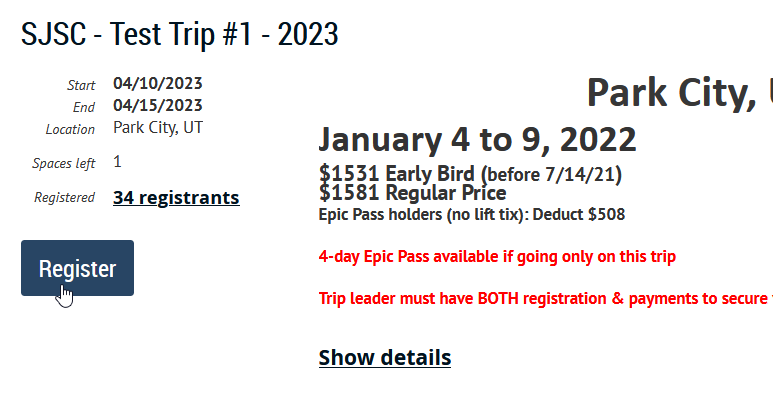 SJSC - Test Trip #1 - 2023
Start 04/10/2023
End 04/15/2023
Location Park City, UT
Spaces left 1
Registered 34 registrants
Register
Park City,
January 4 to 9, 2022
$1531 Early Bird (before 7/14/21)
$1581 Regular Price
Epic Pass holders (no lift tix): Deduct $508
4-day Epic Pass available if going only on this trip
Trip leader must have BOTH registration & payments to secure
Show details